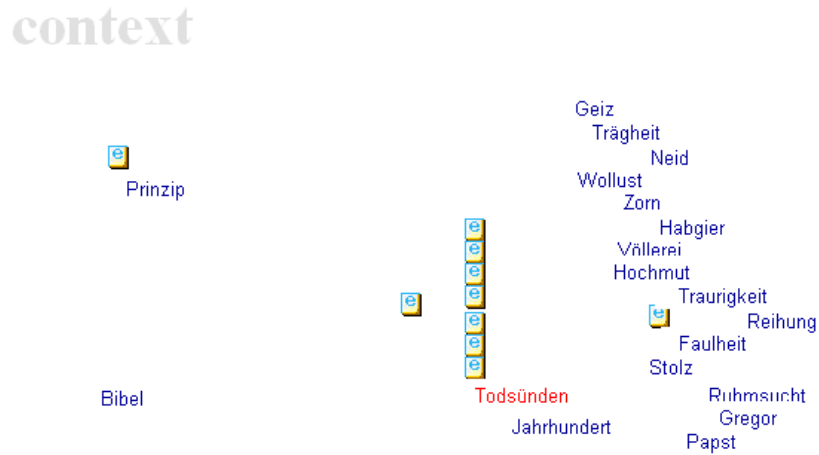 context
Geiz
Trägheit
Neid
Prinzip
Wollust
Zorn
Habgier
Völlerei
Hochmut
Traurigkeit
Reihung
Faulheit
Stolz
Bibel
Todsünden
Ruhmsucht
Gregor
Jahrhundert
Papst